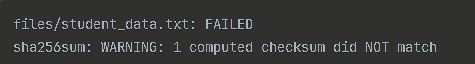 files/student_data.txt: FAILED
sha256sum: WARNING: 1 computed checksum did NOT match